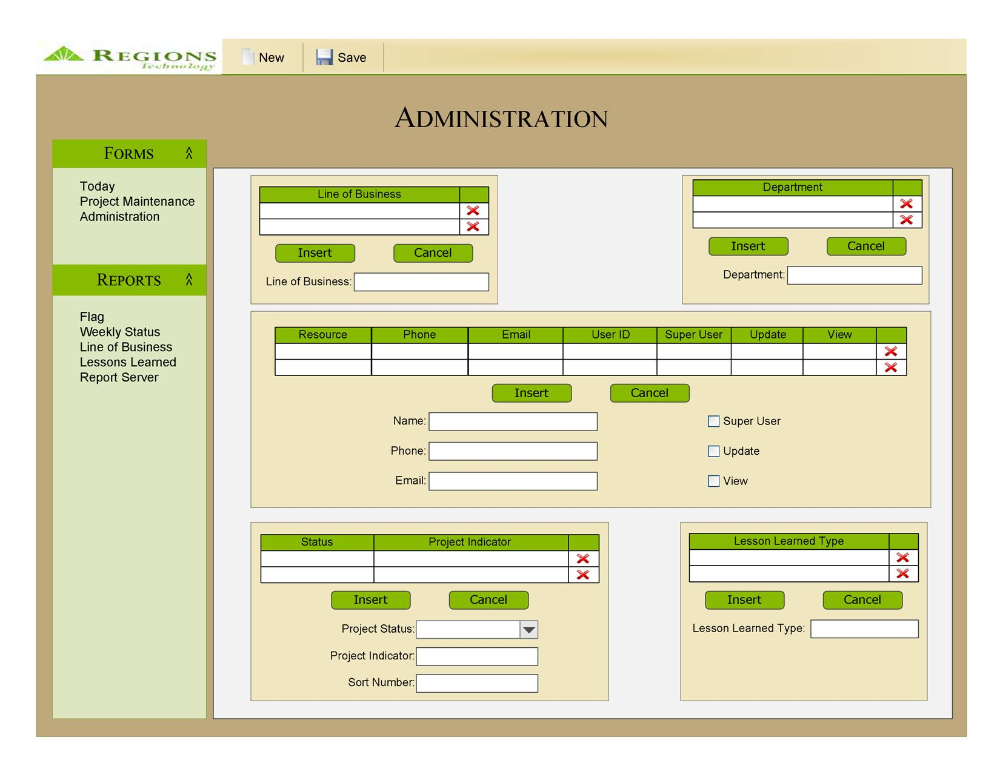 REGIONS
Technology
New
Save
ADMINISTRATION
FORMS
Today
Project Maintenance
Administration
REPORTS
Flag
Weekly Status
Line of Business
Lessons Learned
Report Server
Line of Business
Insert Cancel
Line of Business:
Department
Insert Cancel
Department:
Resource Phone Email User ID Super User Update View
Insert Cancel
Name:
Super User
Phone:
Update
Email:
View
Status Project Indicator
Insert Cancel
Project Status:
Project Indicator:
Sort Number:
Lesson Learned Type
Insert Cancel
Lesson Learned Type: